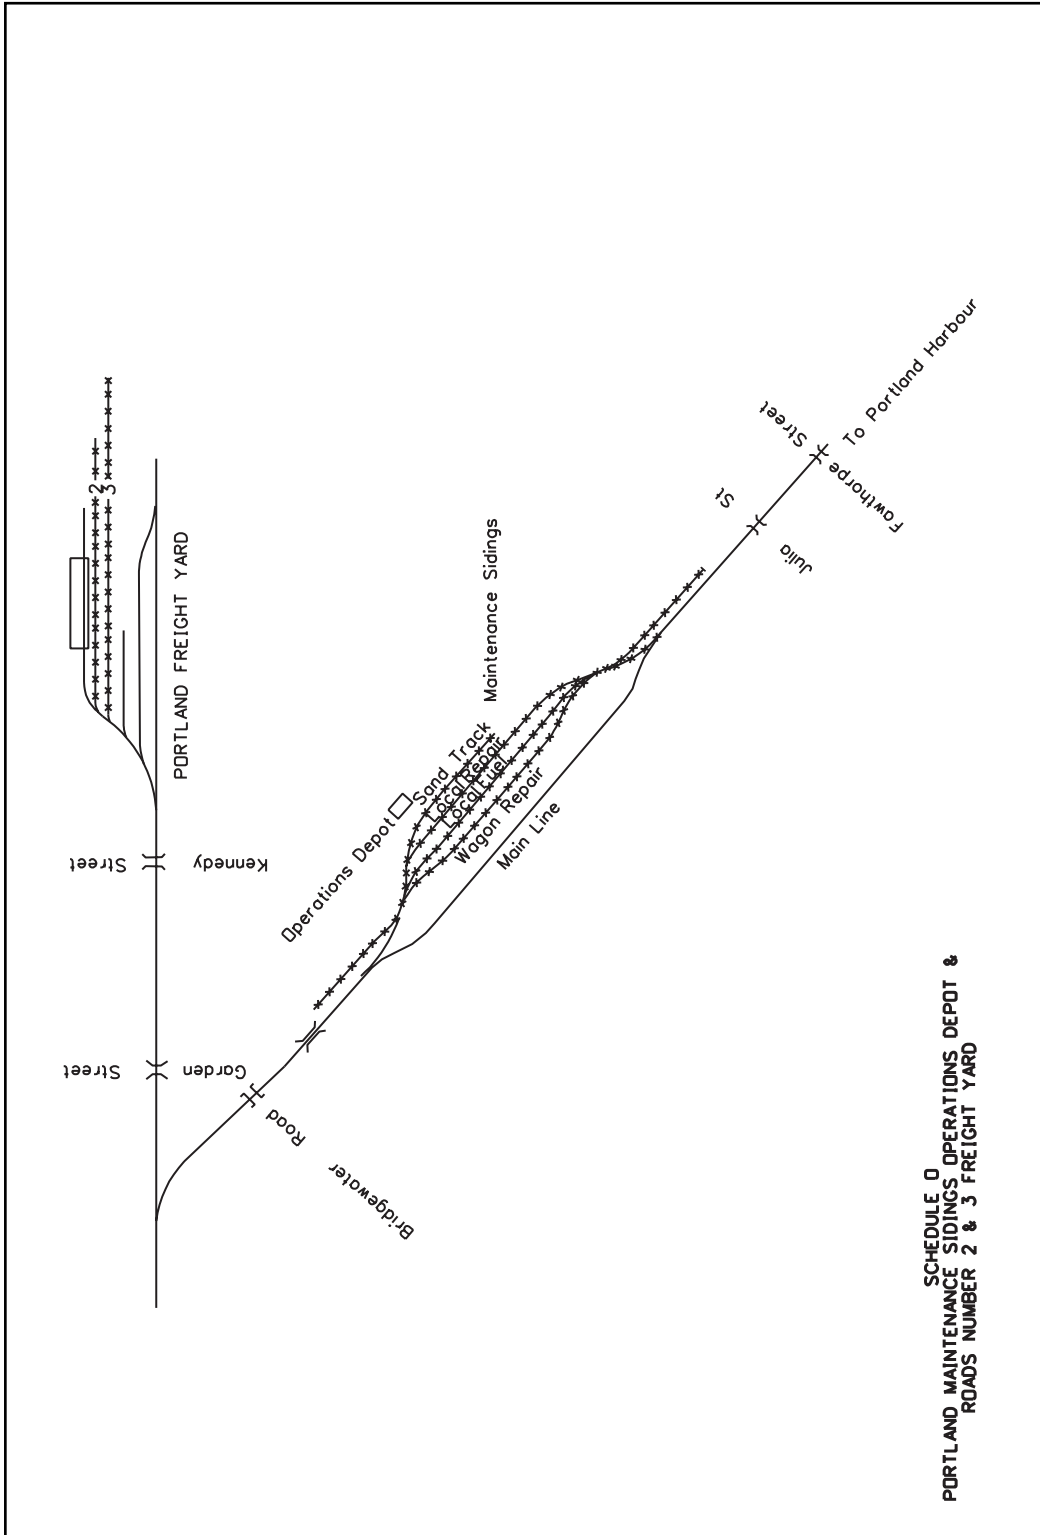 2
3
PORTLAND FREIGHT YARD
Kennedy Street
Garden Street
Bridgewater Road
Operations Depot
Sand Track
Local Repair
Local Fuel
Wagon Repair
Main Line
Maintenance Sidings
Julia St
Fawthorpe Street
To Portland Harbour
SCHEDULE O
PORTLAND MAINTENANCE SIDINGS OPERATIONS DEPOT &
ROADS NUMBER 2 & 3 FREIGHT YARD